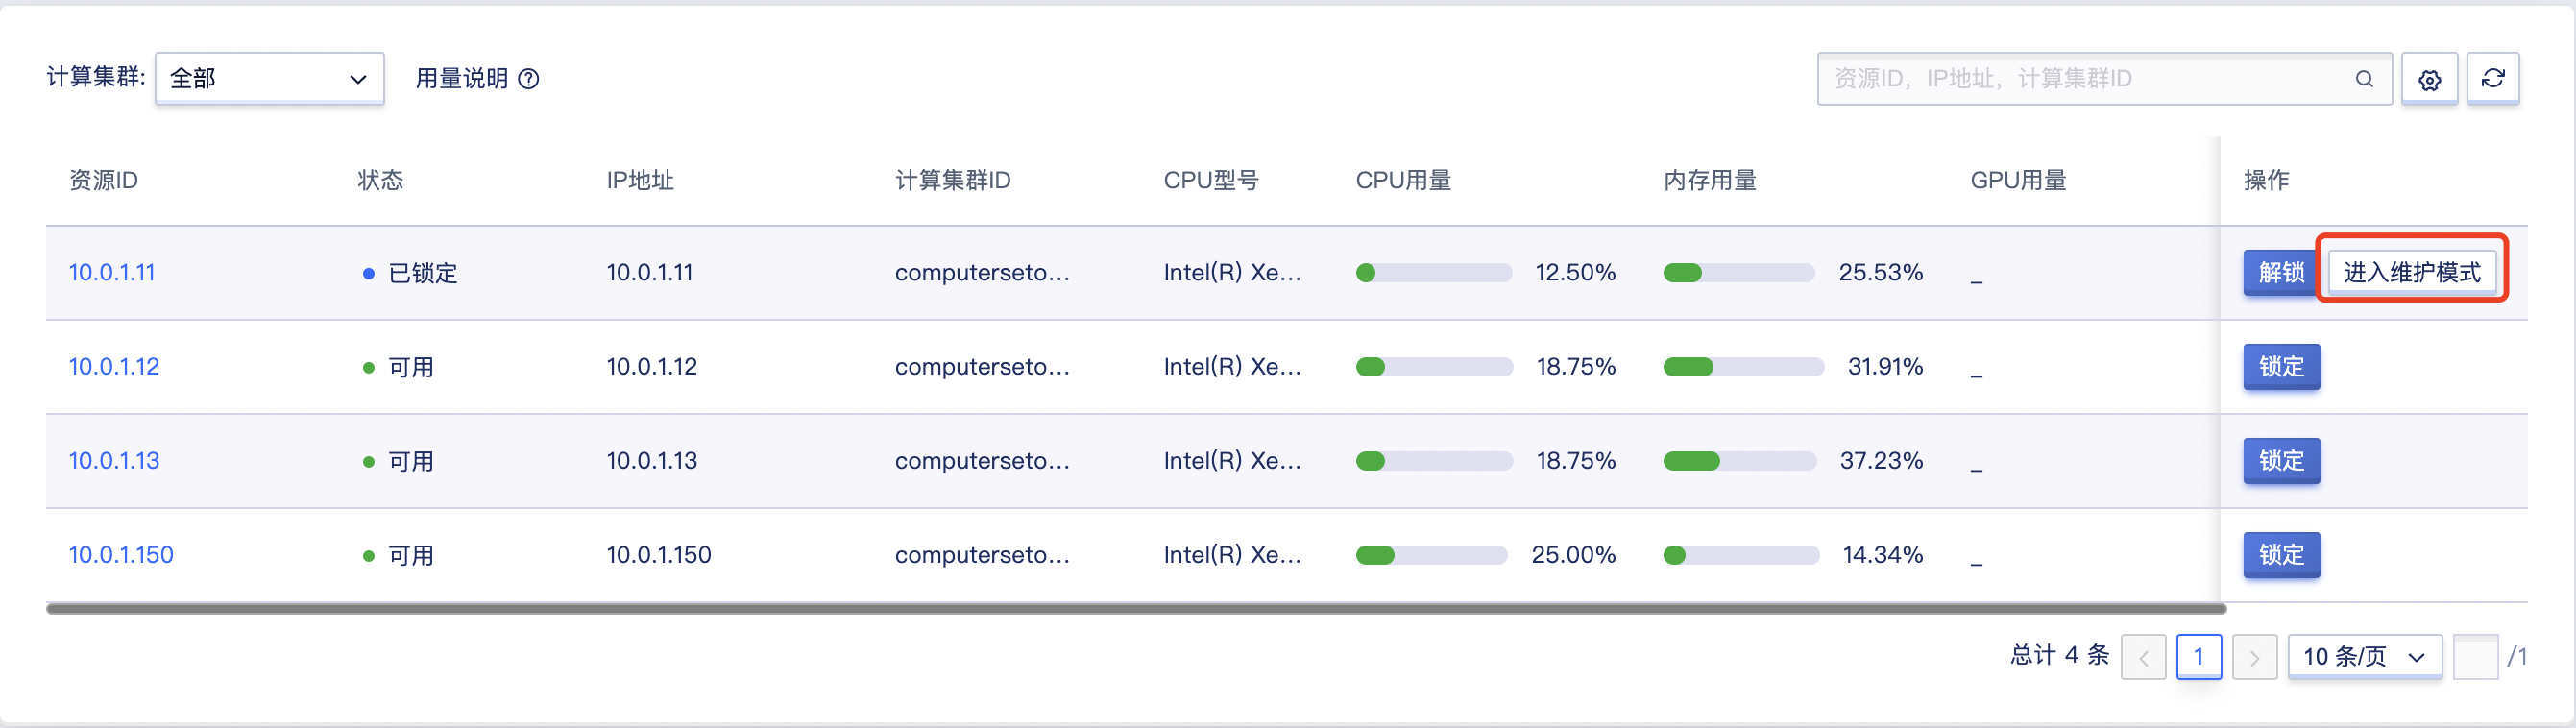 计算集群: 全部 用量说明 资源ID，IP地址，计算集群ID
资源ID 状态 IP地址 计算集群ID CPU型号 CPU用量 内存用量 GPU用量 操作
10.0.1.11 已锁定 10.0.1.11 computerseto... Intel(R) Xe... 12.50% 25.53% _ 解锁 进入维护模式
10.0.1.12 可用 10.0.1.12 computerseto... Intel(R) Xe... 18.75% 31.91% _ 锁定
10.0.1.13 可用 10.0.1.13 computerseto... Intel(R) Xe... 18.75% 37.23% _ 锁定
10.0.1.150 可用 10.0.1.150 computerseto... Intel(R) Xe... 25.00% 14.34% _ 锁定
总计 4 条 1 10 条/页 /1